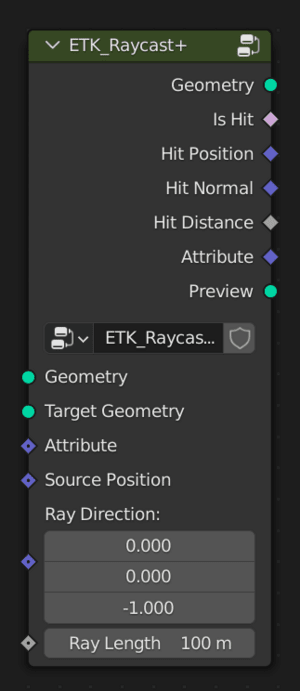 ETK_Raycast+
Geometry
Is Hit
Hit Position
Hit Normal
Hit Distance
Attribute
Preview
ETK_Raycas...
Geometry
Target Geometry
Attribute
Source Position
Ray Direction:
0.000
0.000
-1.000
Ray Length 100 m